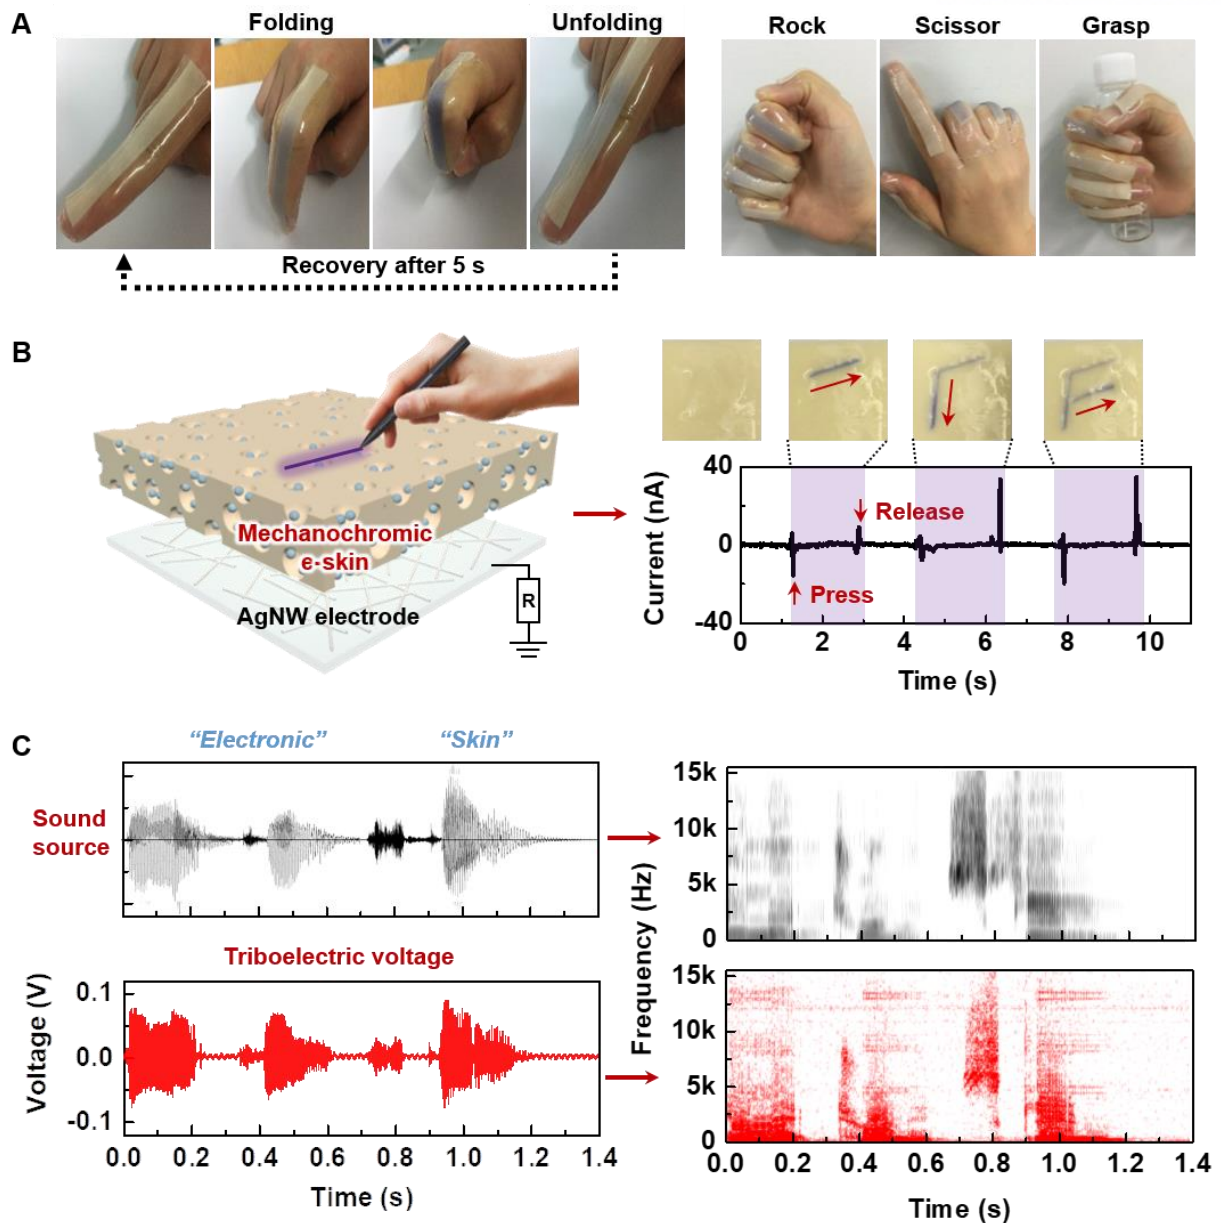 A
Folding
Unfolding
Rock
Scissor
Grasp
Recovery after 5 s
B
Mechanochromic
e-skin
AgNW electrode
R
Current (nA)
40
0
-40
Release
Press
0 2 4 6 8 10
Time (s)
C
“Electronic”
“Skin”
Sound
source
Triboelectric voltage
Voltage (V)
0.1
0.0
-0.1
0.0 0.2 0.4 0.6 0.8 1.0 1.2 1.4
Time (s)
Frequency (Hz)
15k
10k
5k
0
15k
10k
5k
0
0.0 0.2 0.4 0.6 0.8 1.0 1.2 1.4
Time (s)